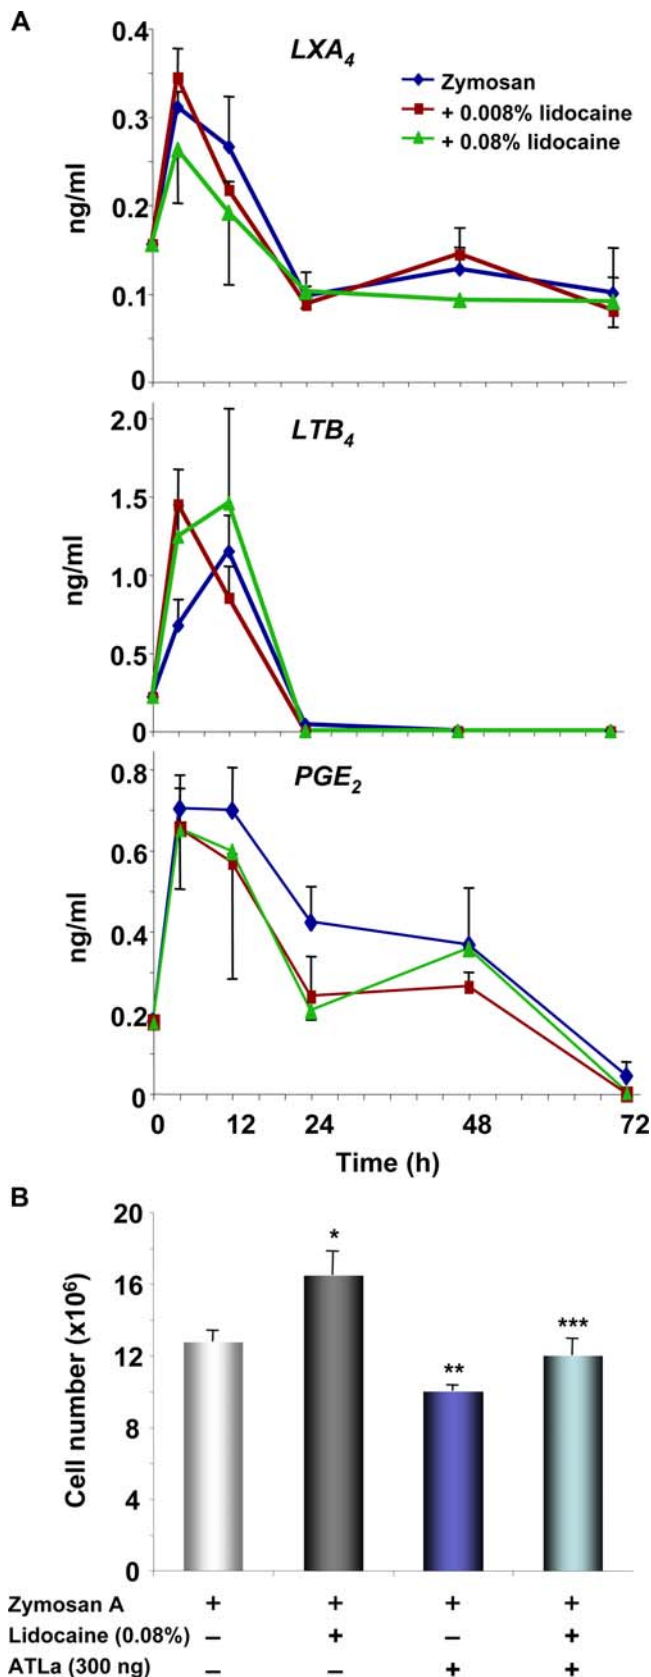 A
LXA4
Zymosan
+ 0.008% lidocaine
+ 0.08% lidocaine
0.4
0.3
0.2
0.1
0
ng/ml
LTB4
2.0
1.5
1.0
0.5
0
ng/ml
PGE2
0.8
0.6
0.4
0.2
0
ng/ml
0 12 24 48 72
Time (h)
B
20
16
12
8
4
0
Cell number (x10⁶)
*
**
***
Zymosan A + + + +
Lidocaine (0.08%) – + – +
ATLa (300 ng) – – + +